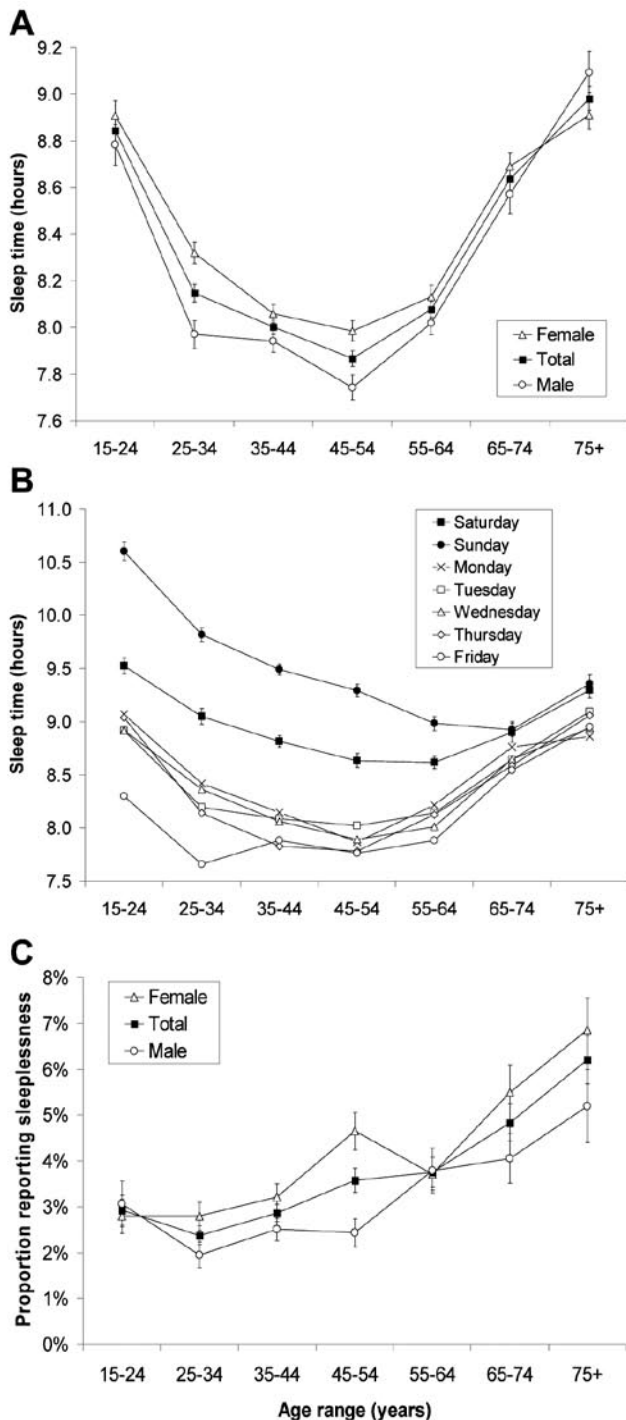 A
Sleep time (hours)
9.2
9.0
8.8
8.6
8.4
8.2
8.0
7.8
7.6
Female
Total
Male
15-24 25-34 35-44 45-54 55-64 65-74 75+
B
Sleep time (hours)
11.0
10.5
10.0
9.5
9.0
8.5
8.0
7.5
Saturday
Sunday
Monday
Tuesday
Wednesday
Thursday
Friday
15-24 25-34 35-44 45-54 55-64 65-74 75+
C
Proportion reporting sleeplessness
8%
7%
6%
5%
4%
3%
2%
1%
0%
Female
Total
Male
15-24 25-34 35-44 45-54 55-64 65-74 75+
Age range (years)